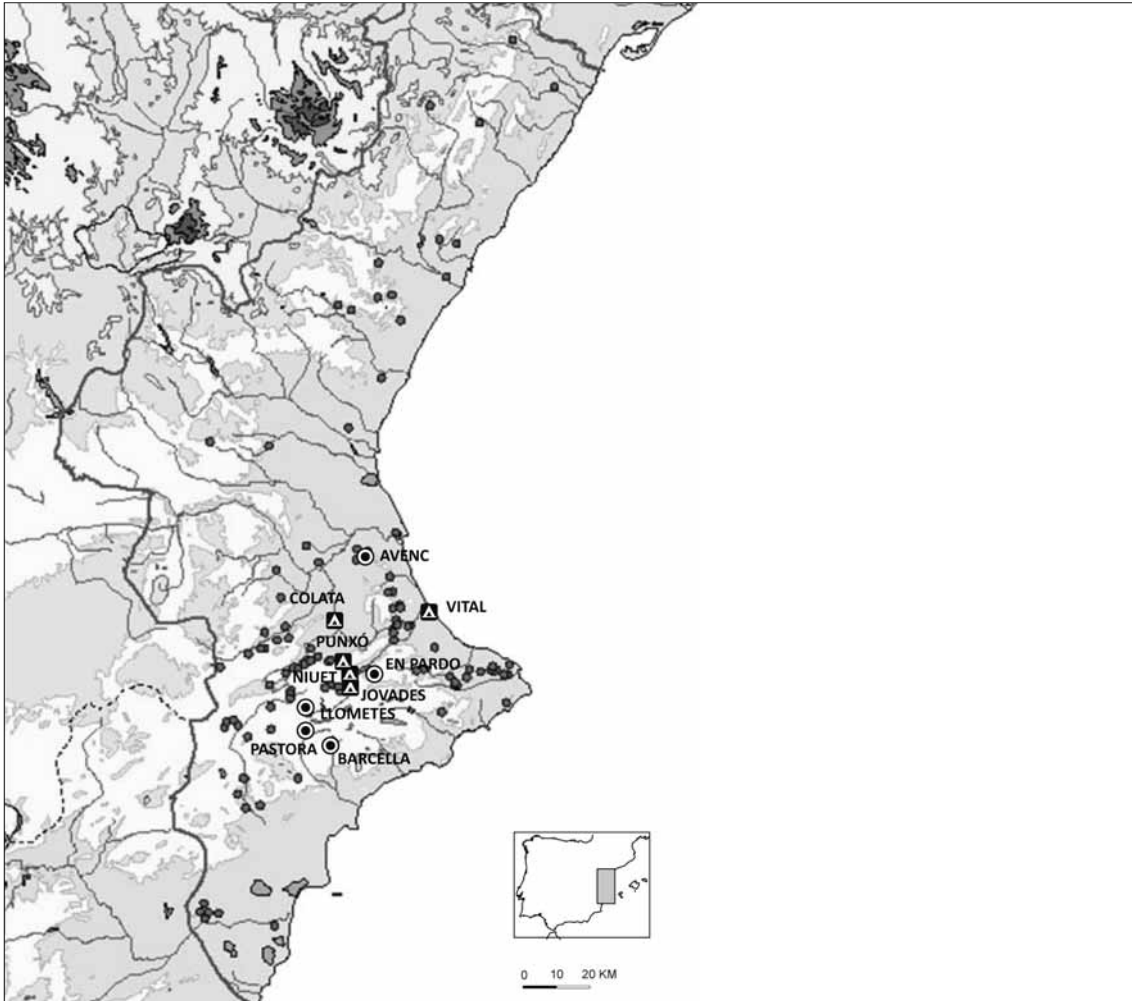 AVENC
COLATA
VITAL
PUNXÓ
EN PARDO
NIUET
JOVADES
LLOMETES
PASTORA
BARCELLA
0 10 20 KM